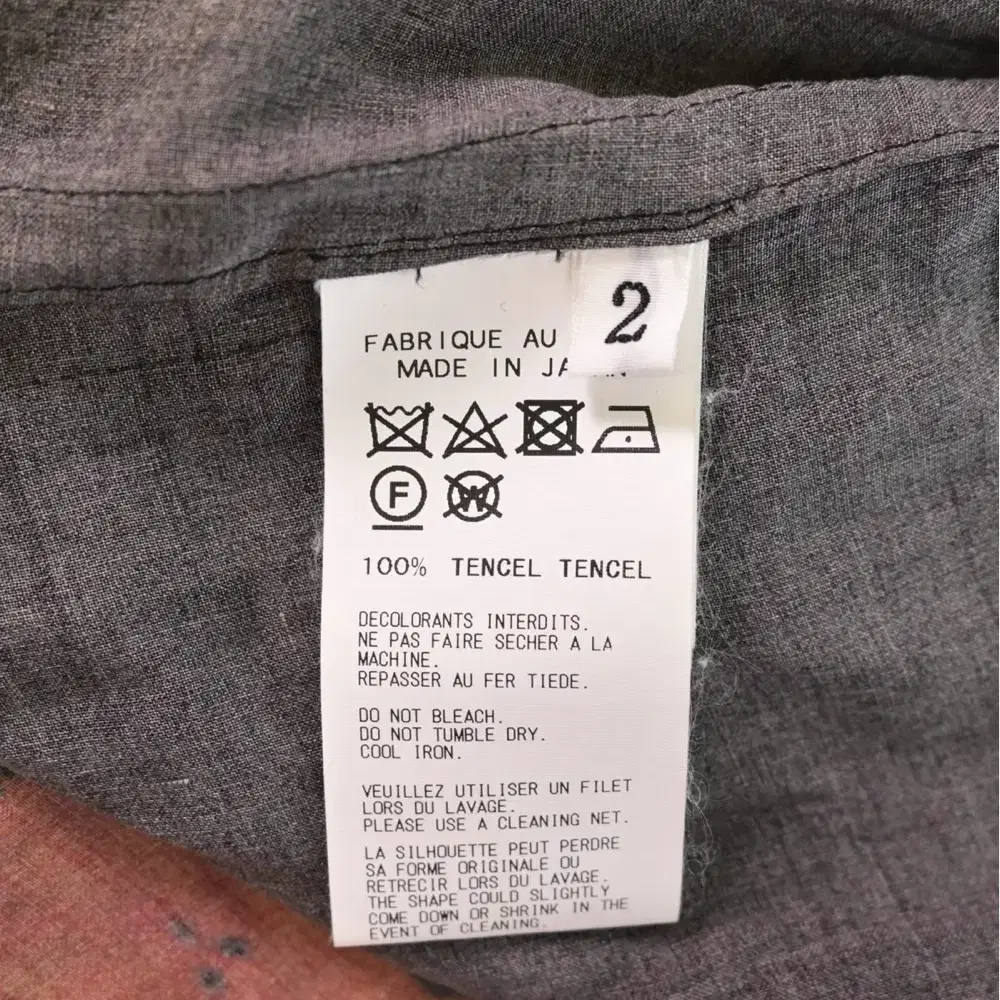 2
FABRIQUE AU
MADE IN
F
W
100% TENCEL TENCEL
DECOLORANTS INTERDITS.
NE PAS FAIRE SECHER A LA
MACHINE.
REPASSER AU FER TIEDE.
DO NOT BLEACH.
DO NOT TUMBLE DRY.
COOL IRON.
VEUILLEZ UTILISER UN FILET
LORS DU LAVAGE.
PLEASE USE A CLEANING NET.
LA SILHOUETTE PEUT PERDRE
SA FORME ORIGINALE OU
RETRECIR LORS DU LAVAGE.
THE SHAPE COULD SLIGHTLY
COME DOWN OR SHRINK IN THE
EVENT OF CLEANING.